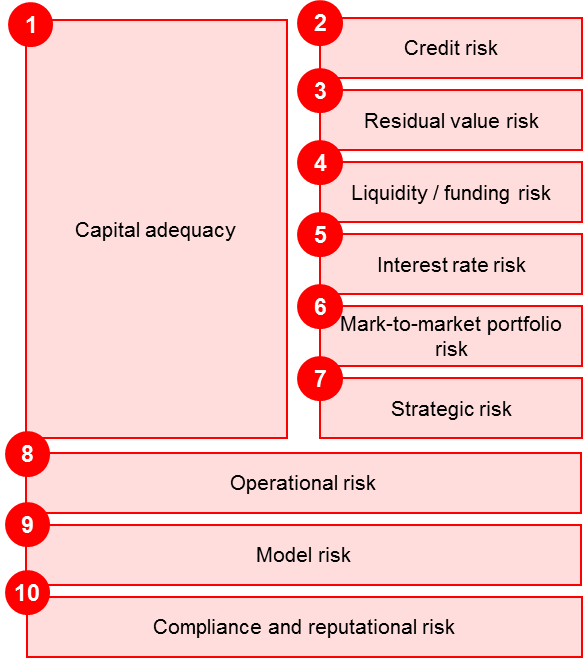 1
Capital adequacy
2
Credit risk
3
Residual value risk
4
Liquidity / funding risk
5
Interest rate risk
6
Mark-to-market portfolio
risk
7
Strategic risk
8
Operational risk
9
Model risk
10
Compliance and reputational risk